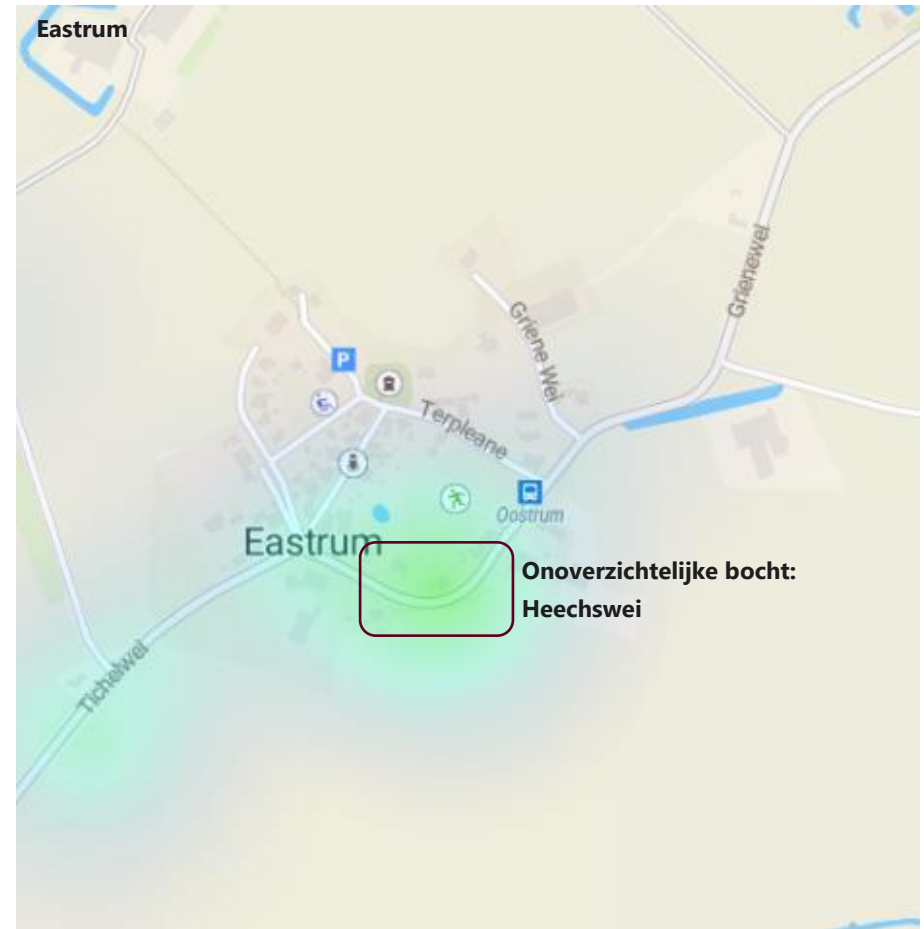 Eastrum
Grienewei
Griene Wei
P
Terpleane
Oostrum
Eastrum
Onoverzichtelijke bocht:
Heechswei
Tichelwei